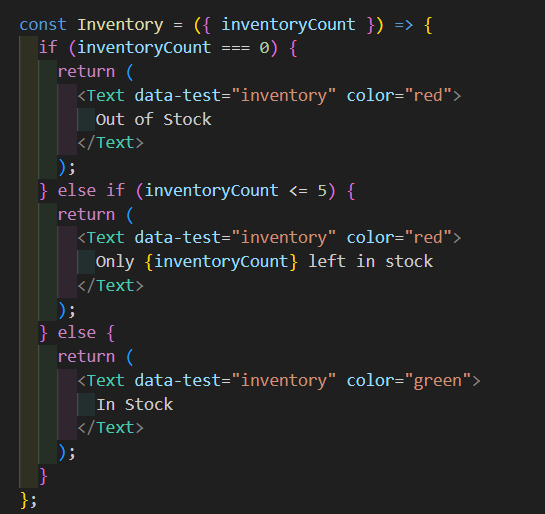 const Inventory = ({ inventoryCount }) => {
  if (inventoryCount === 0) {
    return (
      <Text data-test="inventory" color="red">
        Out of Stock
      </Text>
    );
  } else if (inventoryCount <= 5) {
    return (
      <Text data-test="inventory" color="red">
        Only {inventoryCount} left in stock
      </Text>
    );
  } else {
    return (
      <Text data-test="inventory" color="green">
        In Stock
      </Text>
    );
  }
};